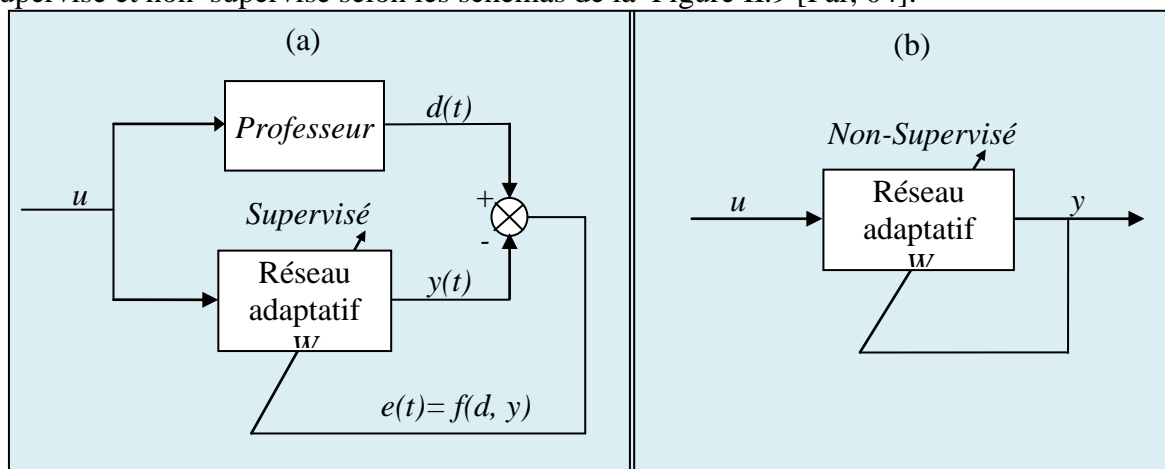 supervisé et non-supervisé selon les schémas de la Figure II.9 [Par, 04].
(a)
Professeur
d(t)
u
+
-
Supervisé
Réseau
adaptatif
W
y(t)
e(t)= f(d, y)
(b)
Non-Supervisé
u
Réseau
adaptatif
W
y